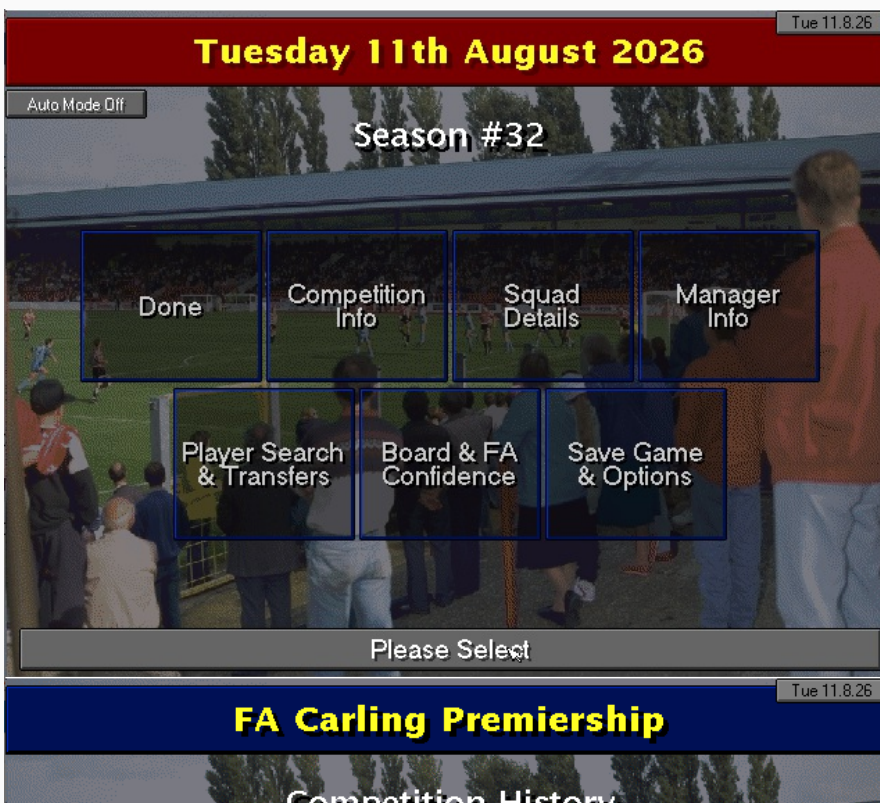 Tue 11.8.26
Tuesday 11th August 2026
Auto Mode Off
Season #32
Done
Competition
Info
Squad
Details
Manager
Info
Player Search
& Transfers
Board & FA
Confidence
Save Game
& Options
Please Select
Tue 11.8.26
FA Carling Premiership
Competition History